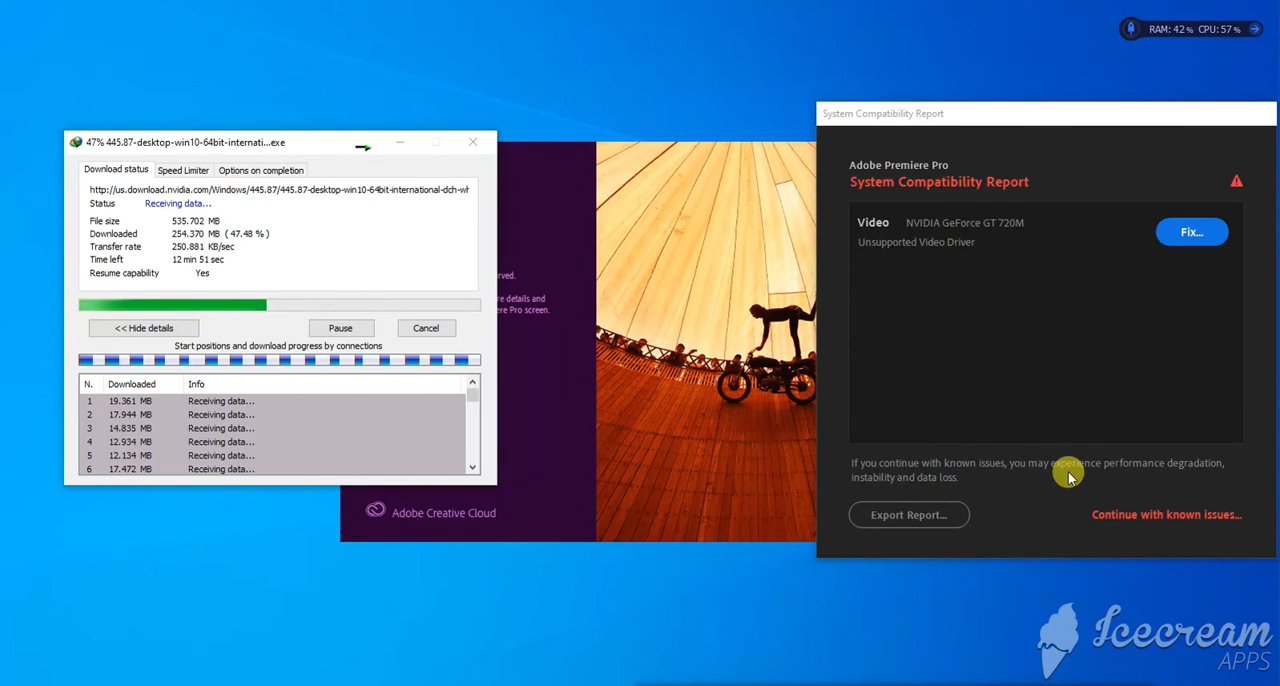 RAM: 42% CPU: 57%
47% 445.87-desktop-win10-64bit-internati...exe
Download status
Speed Limiter
Options on completion
http://us.download.nvidia.com/Windows/445.87/445.87-desktop-win10-64bit-international-dch-wh
Status Receiving data...
File size 535.702 MB
Downloaded 254.370 MB ( 47.48 % )
Transfer rate 250.881 KB/sec
Time left 12 min 51 sec
Resume capability Yes
<< Hide details
Pause
Cancel
Start positions and download progress by connections
N. Downloaded Info
1 19.361 MB Receiving data...
2 17.944 MB Receiving data...
3 14.835 MB Receiving data...
4 12.934 MB Receiving data...
5 12.134 MB Receiving data...
6 17.472 MB Receiving data...
rved.
re details and
ere Pro screen.
Adobe Creative Cloud
System Compatibility Report
Adobe Premiere Pro
System Compatibility Report
Video NVIDIA GeForce GT 720M
Unsupported Video Driver
Fix...
If you continue with known issues, you may experience performance degradation,
instability and data loss.
Export Report...
Continue with known issues...
Icecream
APPS